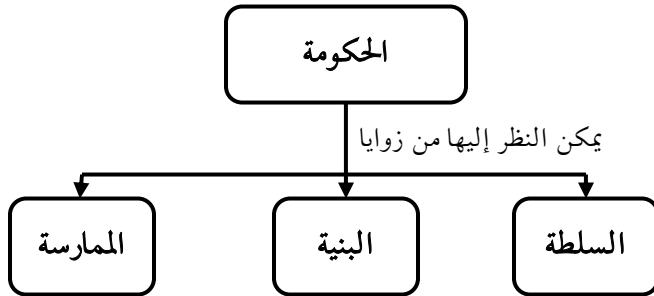 الحكومة
يمكن النظر إليها من زوايا
السلطة
البنية
الممارسة